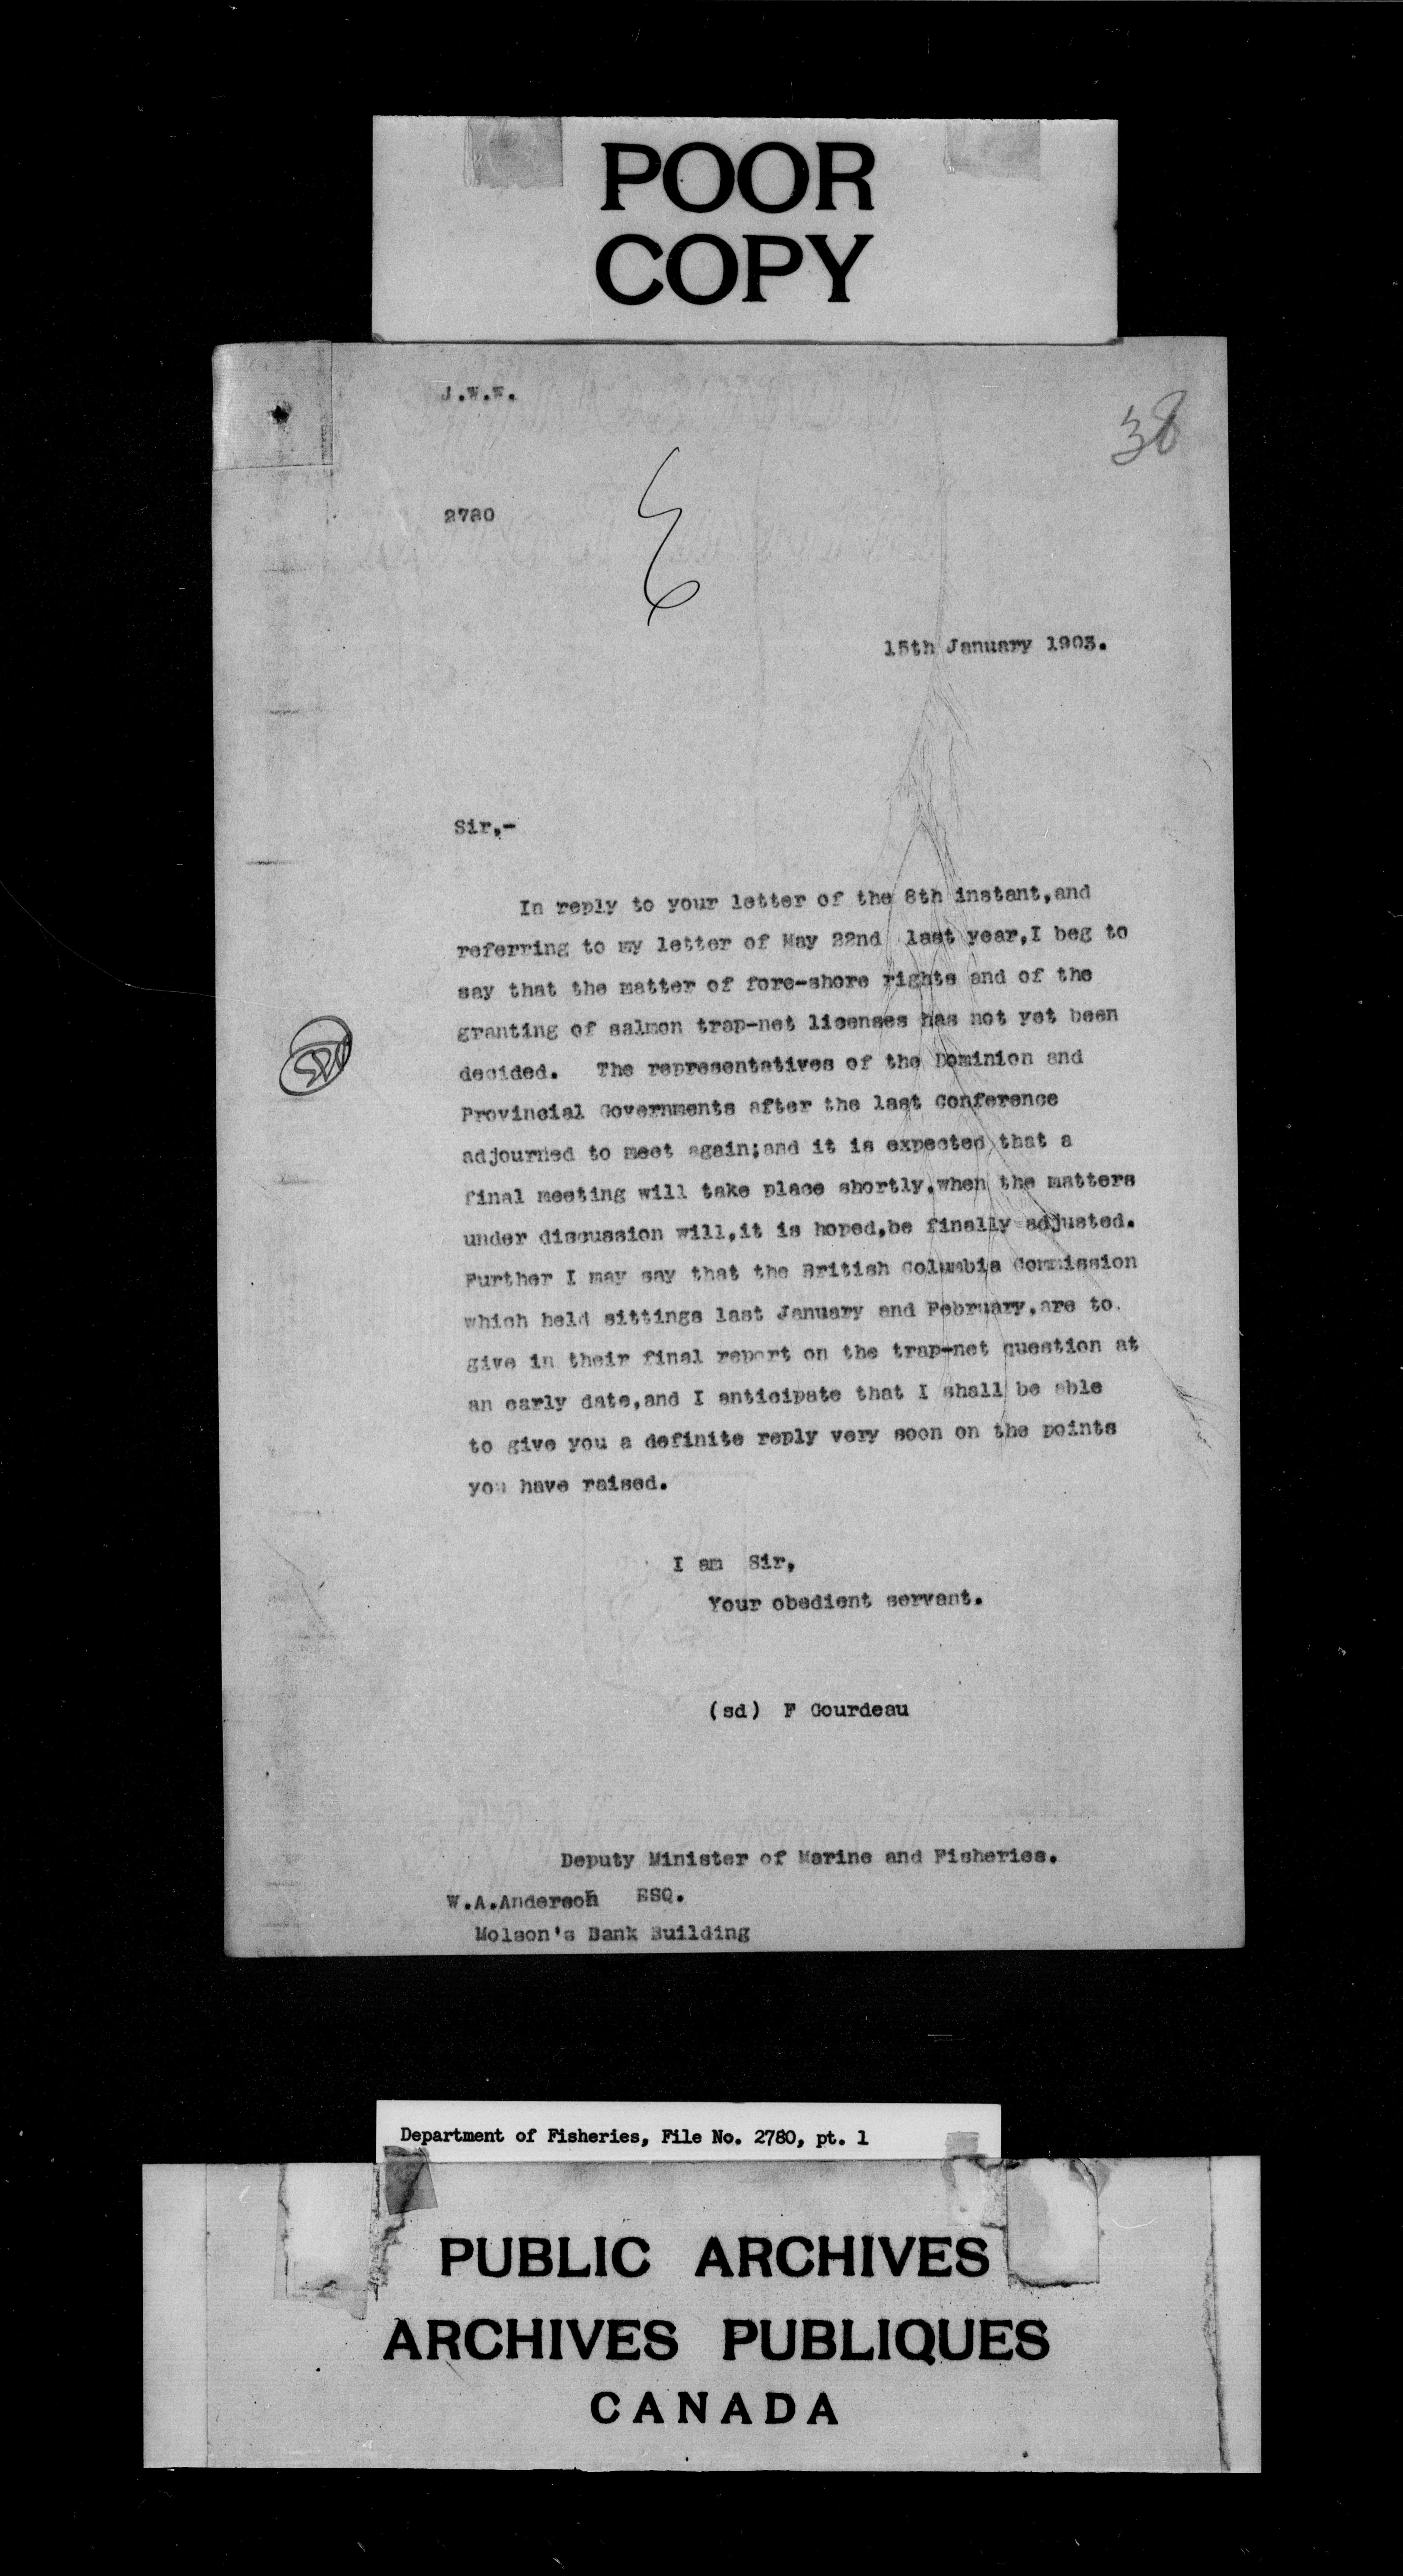 POOR
COPY
J.W.W.
38
2780
15th January 1903.
Sir,-
In reply to your letter of the 8th instant,and
referring to my letter of May 22nd last year,I beg to
say that the matter of fore-shore rights and of the
granting of salmon trap-net licenses has not yet been
decided. The representatives of the Dominion and
Provincial Governments after the last Conference
adjourned to meet again;and it is expected that a
final meeting will take place shortly,when the matters
under discussion will,it is hoped,be finally adjusted.
Further I may say that the British Columbia Commission
which held sittings last January and February,are to
give in their final report on the trap-net question at
an early date,and I anticipate that I shall be able
to give you a definite reply very soon on the points
you have raised.
I am Sir,
Your obedient servant.
(sd) F Gourdeau
Deputy Minister of Marine and Fisheries.
W.A.Anderson ESQ.
Molson's Bank Building
Department of Fisheries, File No. 2780, pt. 1
PUBLIC ARCHIVES
ARCHIVES PUBLIQUES
CANADA